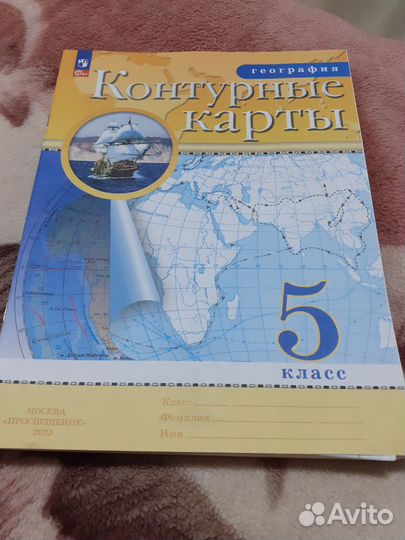 география
Контурные
карты
5
класс
Класс
Фамилия
Имя
МОСКВА
«ПРОСВЕЩЕНИЕ»
2023
Avito